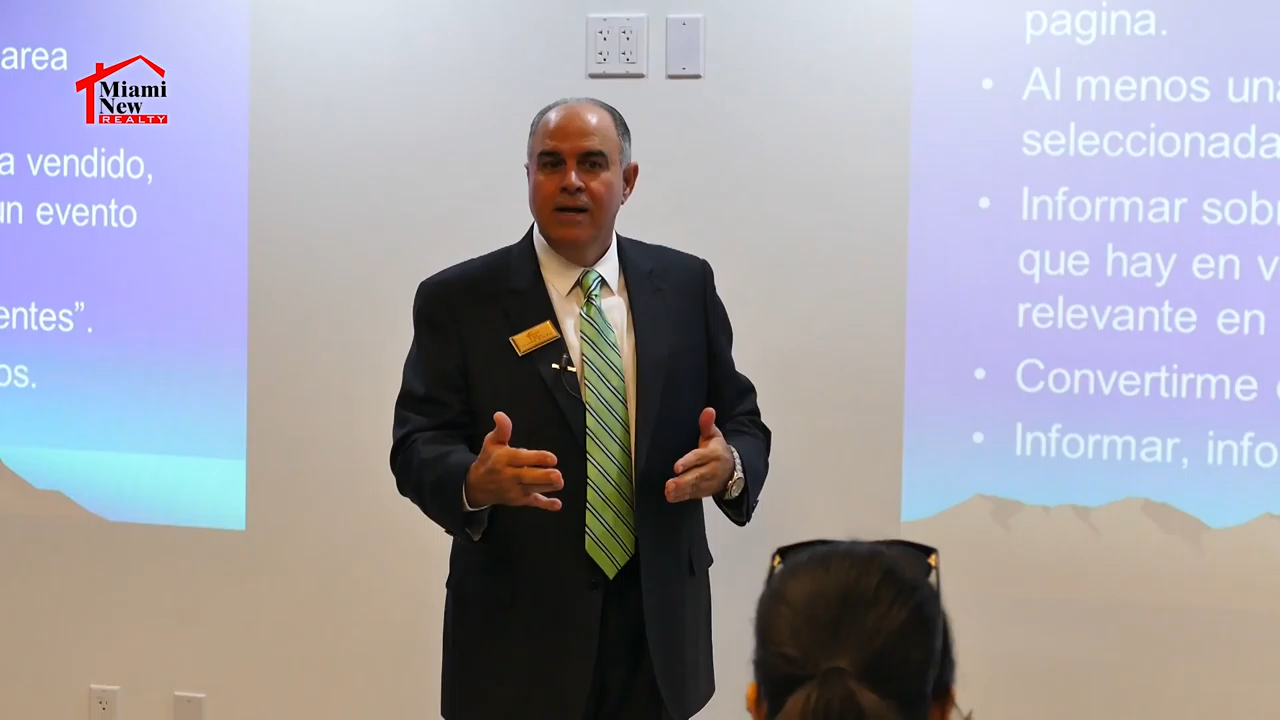 area
Miami
New
REALTY
a vendido,
un evento
entes”.
os.
pagina.
• Al menos una
seleccionada
• Informar sob
que hay en v
relevante en
• Convertirme
• Informar, info